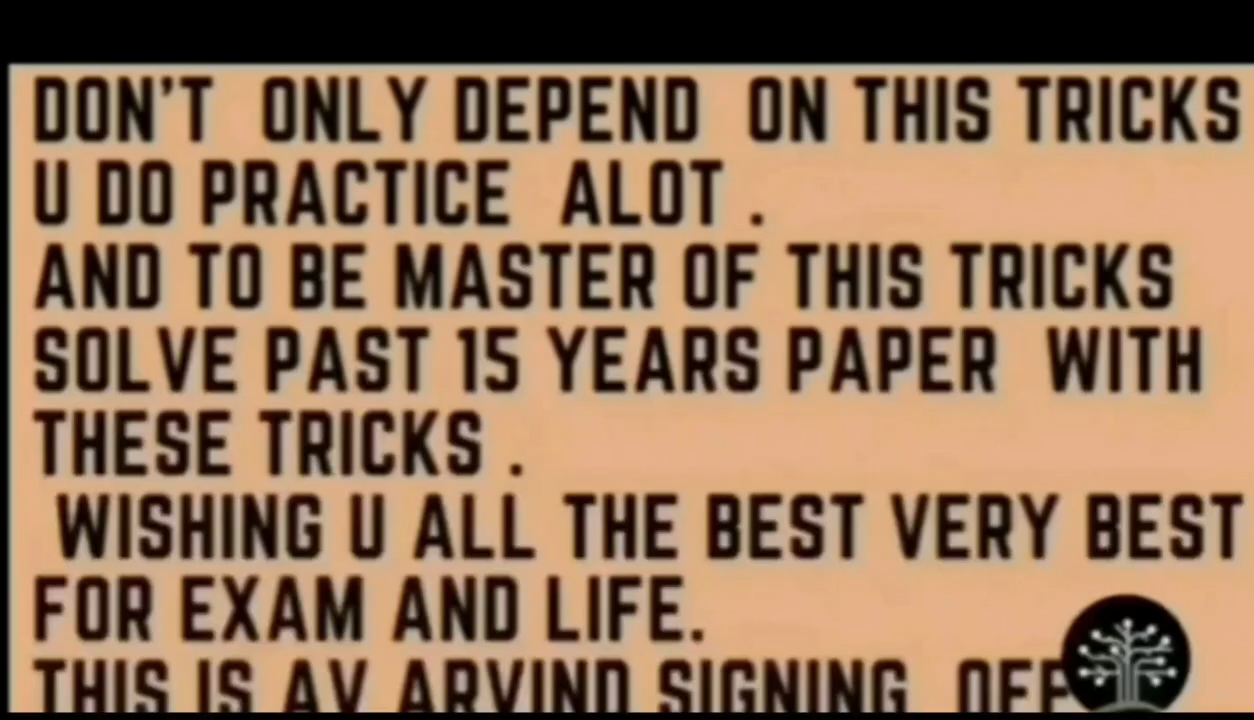 DON'T ONLY DEPEND ON THIS TRICKS
U DO PRACTICE ALOT .
AND TO BE MASTER OF THIS TRICKS
SOLVE PAST 15 YEARS PAPER WITH
THESE TRICKS .
WISHING U ALL THE BEST VERY BEST
FOR EXAM AND LIFE.
THIS IS AV ARVIND SIGNING OFF